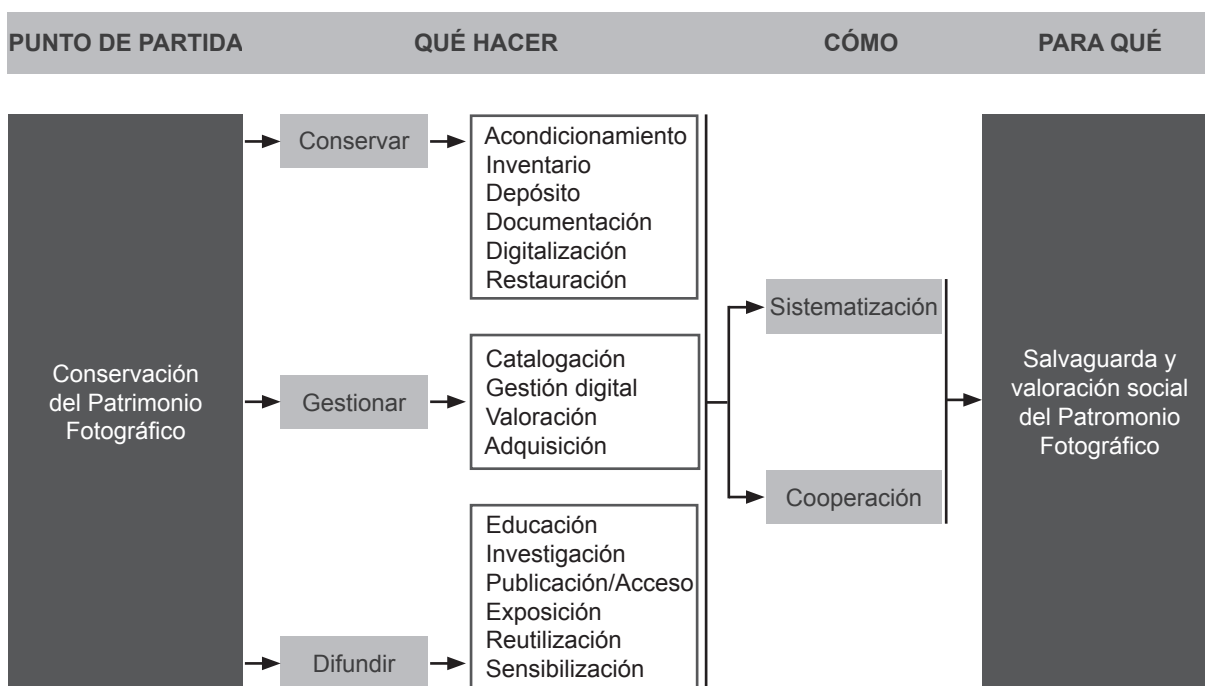 PUNTO DE PARTIDA
QUÉ HACER
CÓMO
PARA QUÉ
Conservación
del Patrimonio
Fotográfico
Conservar
Acondicionamiento
Inventario
Depósito
Documentación
Digitalización
Restauración
Gestionar
Catalogación
Gestión digital
Valoración
Adquisición
Difundir
Educación
Investigación
Publicación/Acceso
Exposición
Reutilización
Sensibilización
Sistematización
Cooperación
Salvaguarda y
valoración social
del Patromonio
Fotográfico